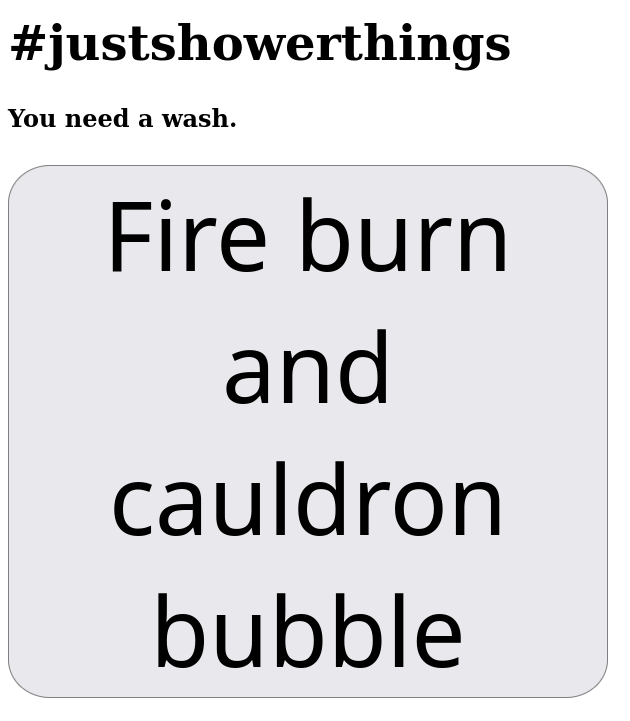 #justshowerthings
You need a wash.
Fire burn
and
cauldron
bubble